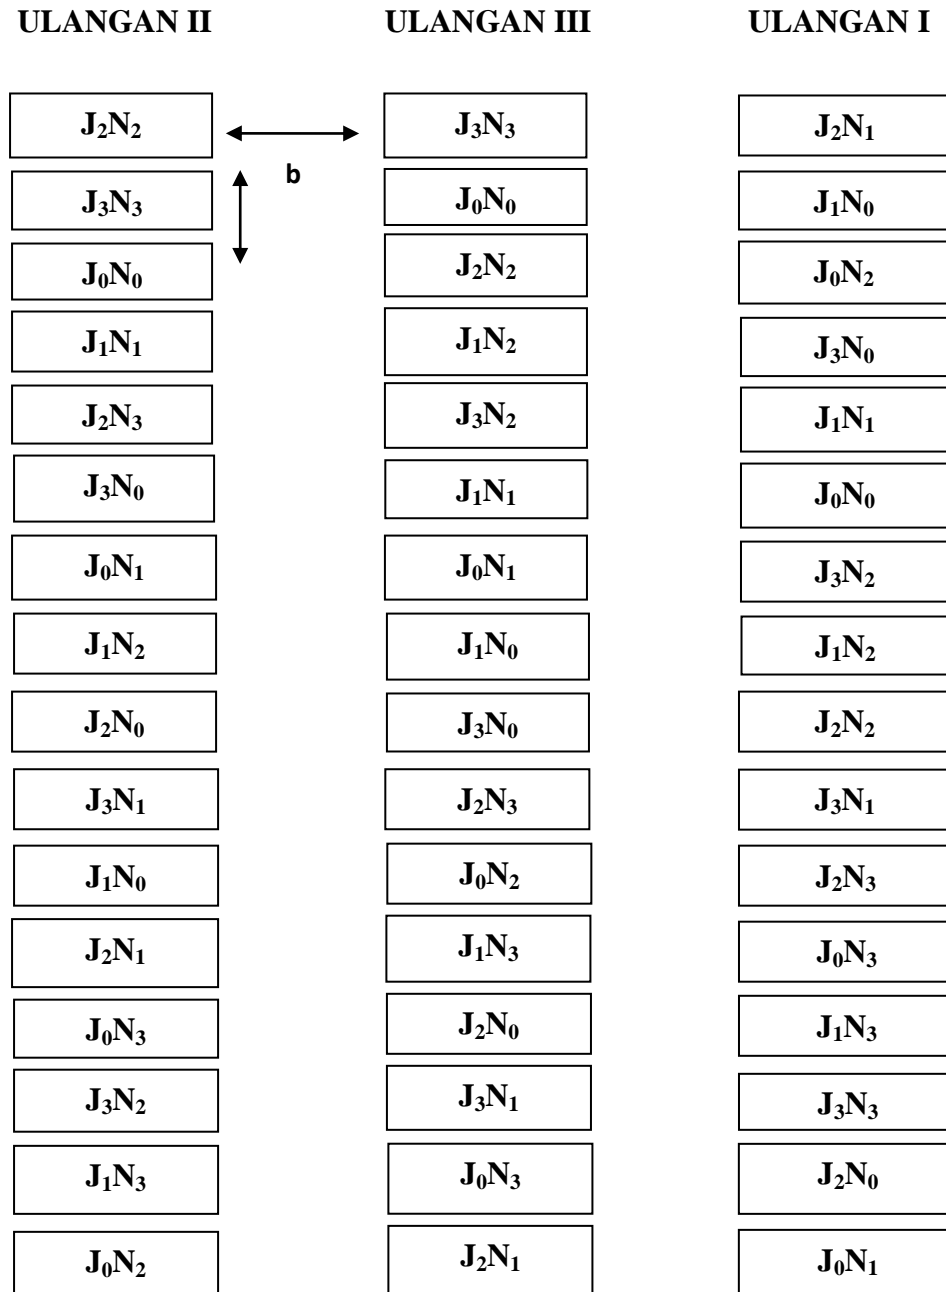 ULANGAN II ULANGAN III ULANGAN I
J₂N₂ J₃N₃ J₂N₁
b
J₃N₃ J₀N₀ J₁N₀
J₀N₀ J₂N₂ J₀N₂
J₁N₁ J₁N₂ J₃N₀
J₂N₃ J₃N₂ J₁N₁
J₃N₀ J₁N₁ J₀N₀
J₀N₁ J₀N₁ J₃N₂
J₁N₂ J₁N₀ J₁N₂
J₂N₀ J₃N₀ J₂N₂
J₃N₁ J₂N₃ J₃N₁
J₁N₀ J₀N₂ J₂N₃
J₂N₁ J₁N₃ J₀N₃
J₀N₃ J₂N₀ J₁N₃
J₃N₂ J₃N₁ J₃N₃
J₁N₃ J₀N₃ J₂N₀
J₀N₂ J₂N₁ J₀N₁